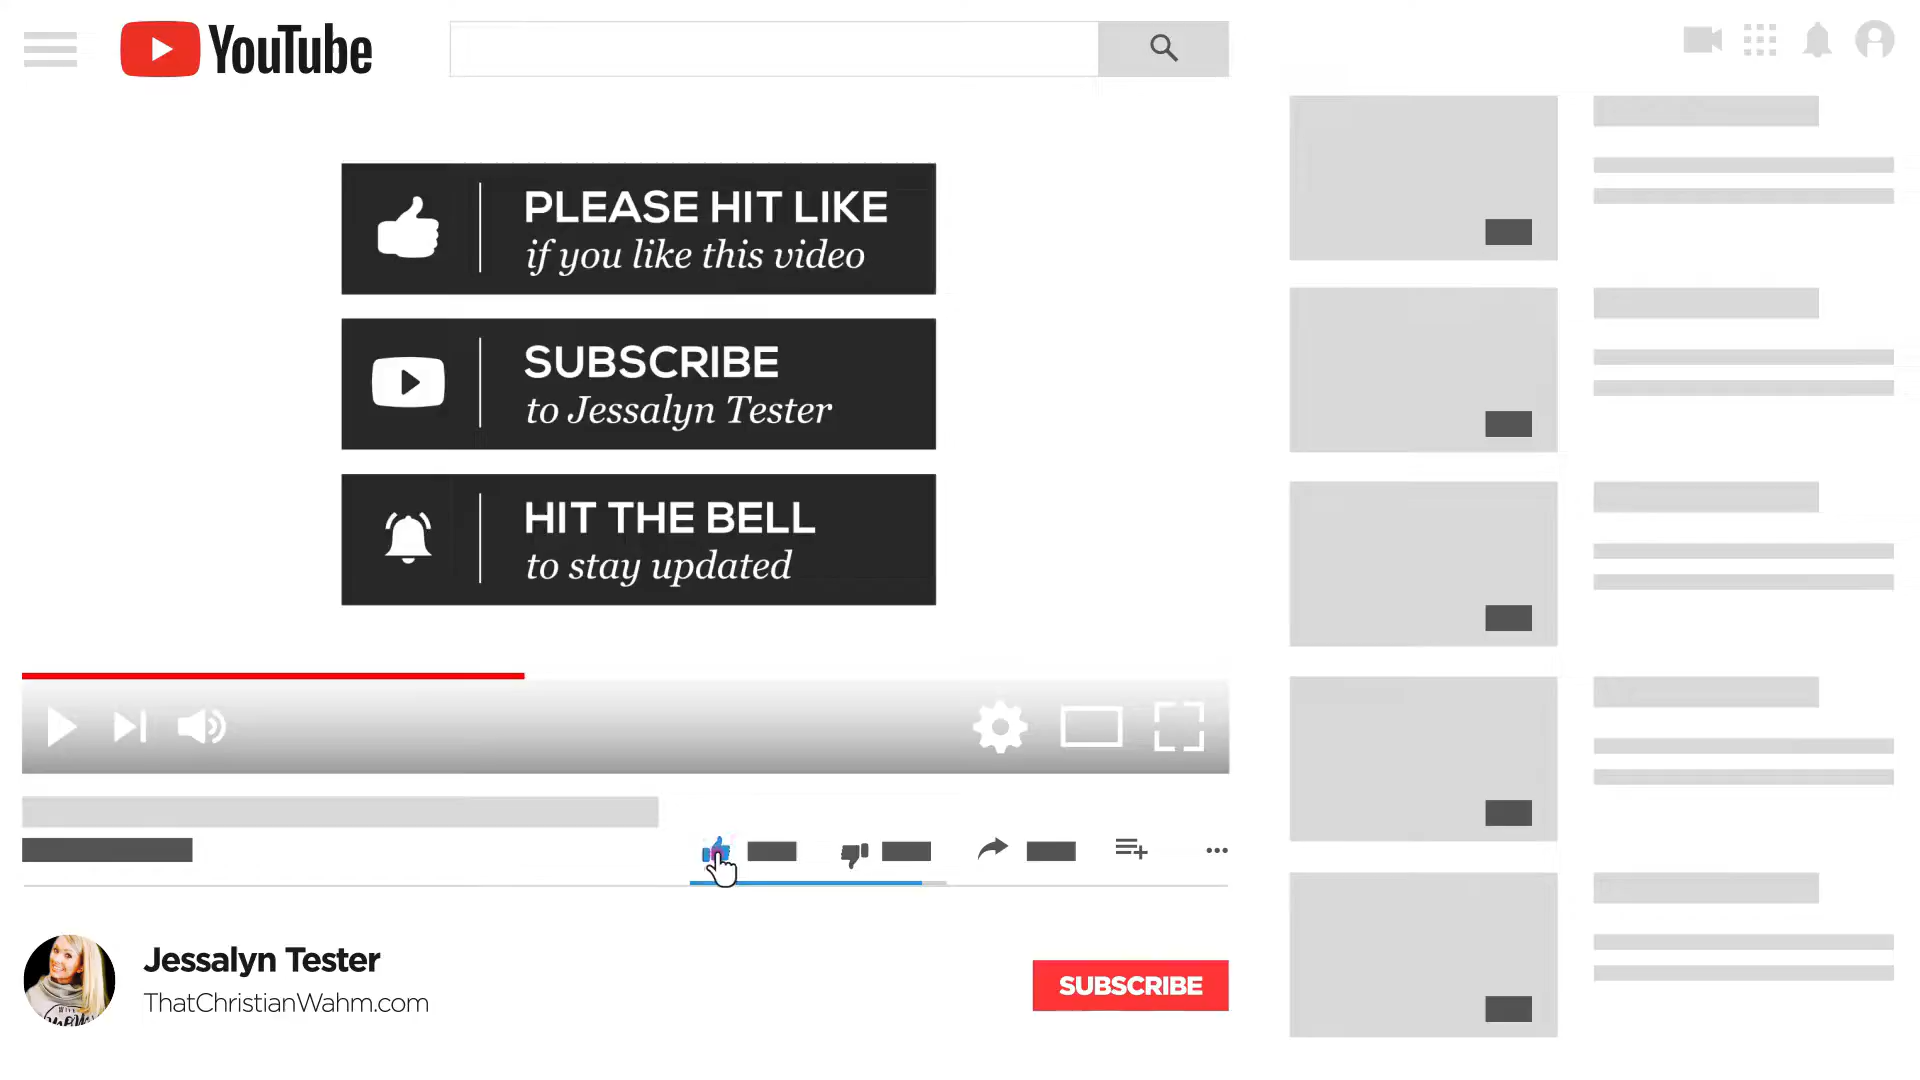 YouTube
PLEASE HIT LIKE
if you like this video
SUBSCRIBE
to Jessalyn Tester
HIT THE BELL
to stay updated
Jessalyn Tester
ThatChristianWahm.com
SUBSCRIBE